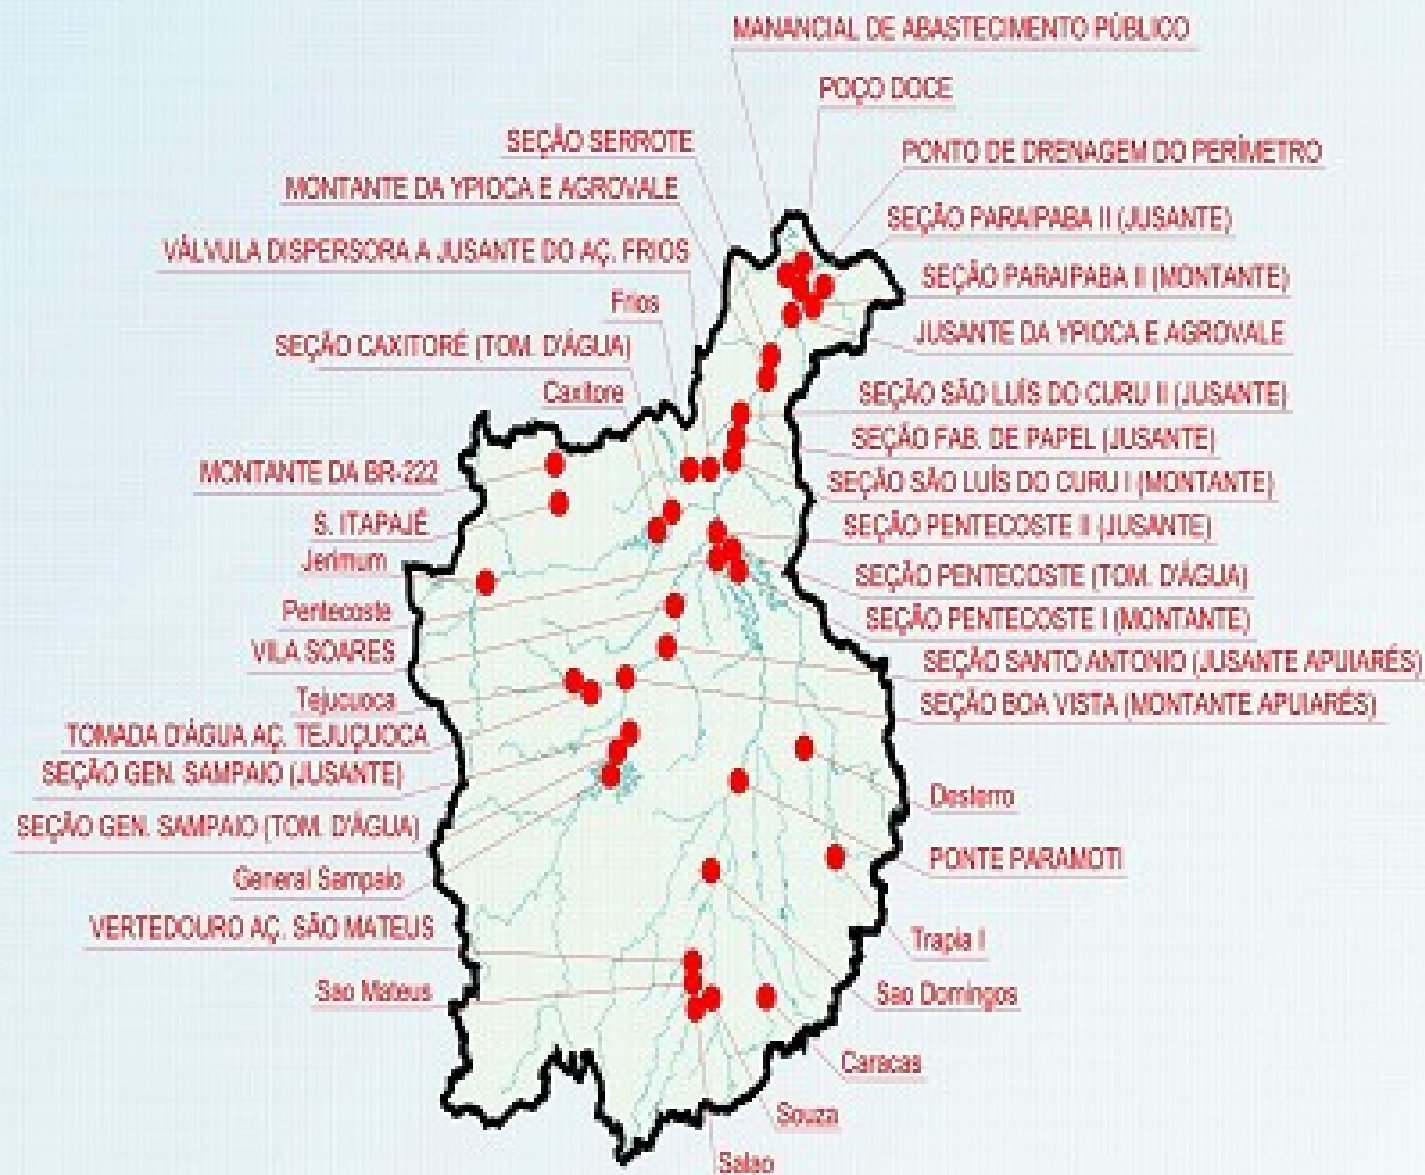 MANANCIAL DE ABASTECIMENTO PÚBLICO
POÇO DOCE
SEÇÃO SERROTE
PONTO DE DRENAGEM DO PERÍMETRO
MONTANTE DA YPIOCA E AGROVALE
SEÇÃO PARAIPABA II (JUSANTE)
VÁLVULA DISPERSORA A JUSANTE DO AÇ. FRIOS
SEÇÃO PARAIPABA II (MONTANTE)
Frios
JUSANTE DA YPIOCA E AGROVALE
SEÇÃO CAXITORÉ (TOM. D'ÁGUA)
Caxitore
SEÇÃO SÃO LUÍS DO CURU II (JUSANTE)
SEÇÃO FAB. DE PAPEL (JUSANTE)
MONTANTE DA BR-222
SEÇÃO SÃO LUÍS DO CURU I (MONTANTE)
S. ITAPAJÉ
SEÇÃO PENTECOSTE II (JUSANTE)
Jerimum
SEÇÃO PENTECOSTE (TOM. D'ÁGUA)
Pentecoste
SEÇÃO PENTECOSTE I (MONTANTE)
VILA SOARES
SEÇÃO SANTO ANTONIO (JUSANTE APUIARÉS)
Tejucuoca
SEÇÃO BOA VISTA (MONTANTE APUIARÉS)
TOMADA D'ÁGUA AÇ. TEJUÇUOCA
SEÇÃO GEN. SAMPAIO (JUSANTE)
Desterro
SEÇÃO GEN. SAMPAIO (TOM. D'ÁGUA)
PONTE PARAMOTI
General Sampaio
VERTEDOURO AÇ. SÃO MATEUS
Trapia I
Sao Mateus
Sao Domingos
Caracas
Souza
Salao